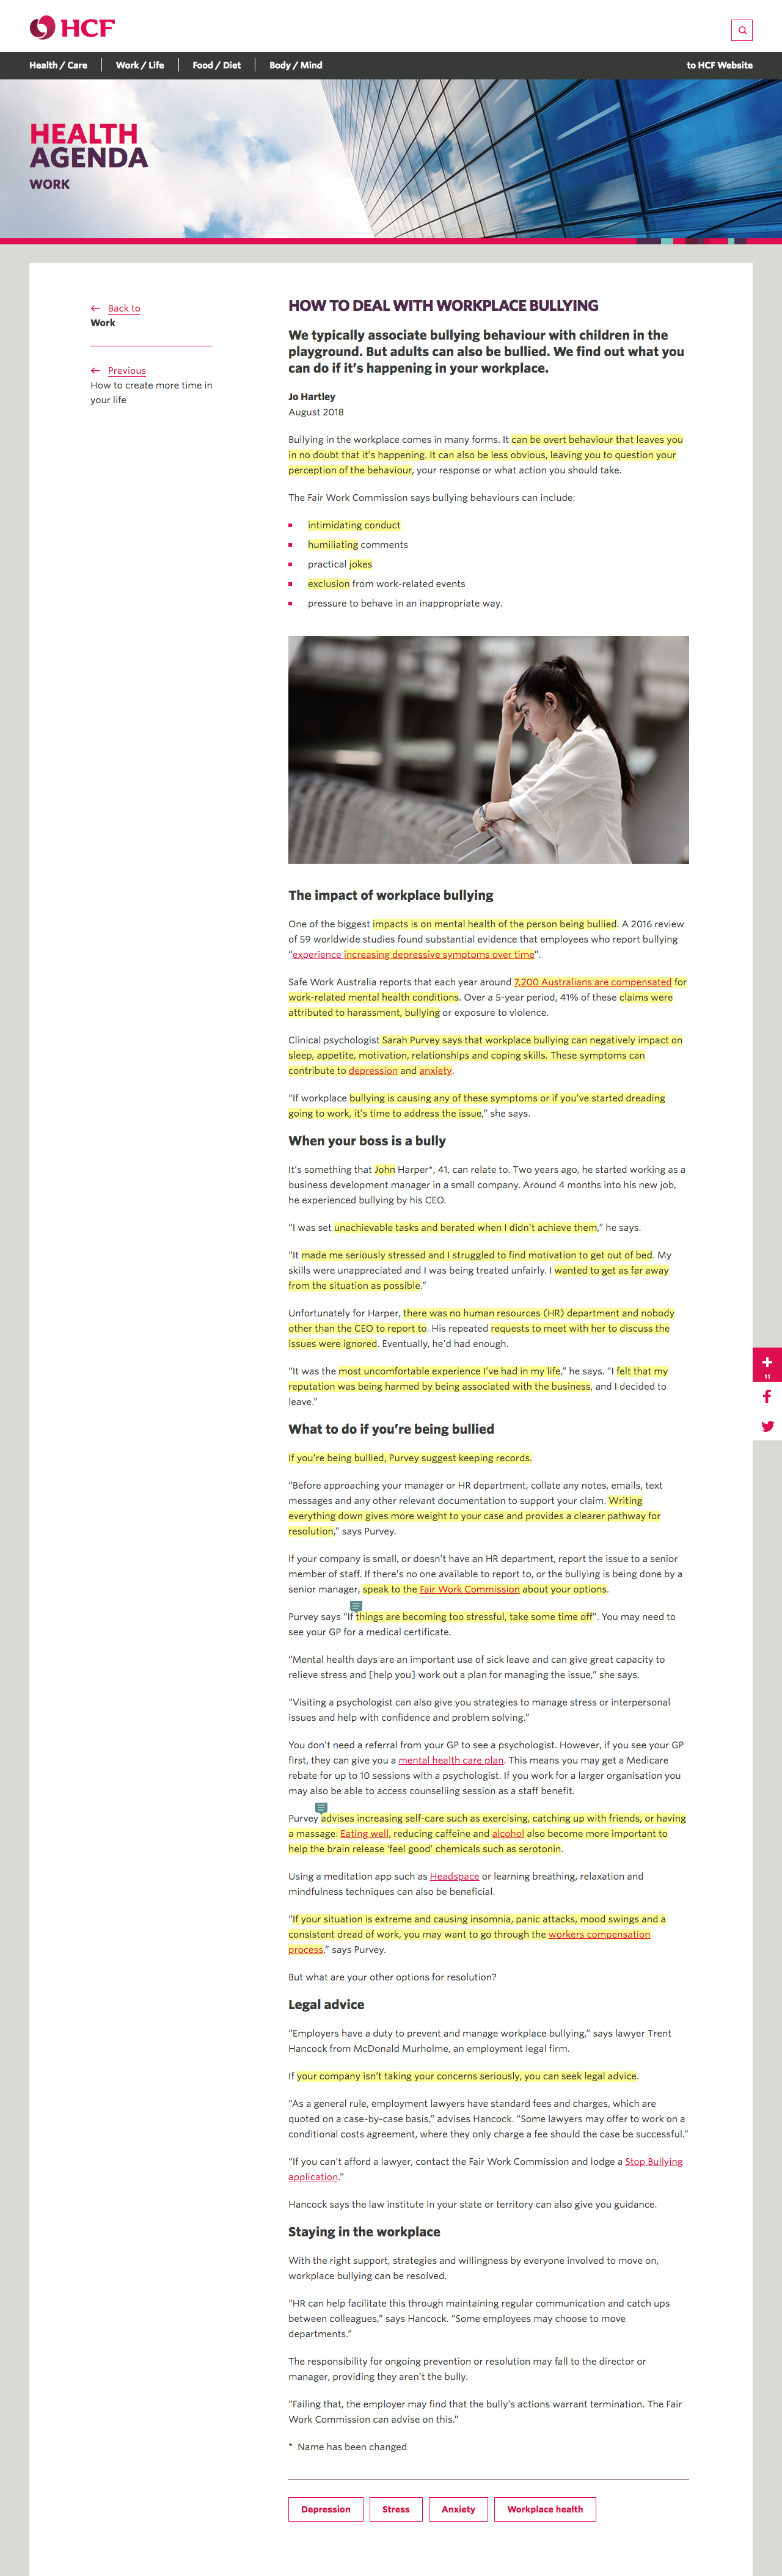 HCF
Health / Care
Work / Life
Food / Diet
Body / Mind
to HCF Website
HEALTH
AGENDA
WORK
← Back to
Work
← Previous
How to create more time in
your life
HOW TO DEAL WITH WORKPLACE BULLYING
We typically associate bullying behaviour with children in the
playground. But adults can also be bullied. We find out what you
can do if it’s happening in your workplace.
Jo Hartley
August 2018
Bullying in the workplace comes in many forms. It can be overt behaviour that leaves you
in no doubt that it’s happening. It can also be less obvious, leaving you to question your
perception of the behaviour, your response or what action you should take.
The Fair Work Commission says bullying behaviours can include:
intimidating conduct
humiliating comments
practical jokes
exclusion from work-related events
pressure to behave in an inappropriate way.
The impact of workplace bullying
One of the biggest impacts is on mental health of the person being bullied. A 2016 review
of 59 worldwide studies found substantial evidence that employees who report bullying
“experience increasing depressive symptoms over time”.
Safe Work Australia reports that each year around 7,200 Australians are compensated for
work-related mental health conditions. Over a 5-year period, 41% of these claims were
attributed to harassment, bullying or exposure to violence.
Clinical psychologist Sarah Purvey says that workplace bullying can negatively impact on
sleep, appetite, motivation, relationships and coping skills. These symptoms can
contribute to depression and anxiety.
“If workplace bullying is causing any of these symptoms or if you’ve started dreading
going to work, it’s time to address the issue,” she says.
When your boss is a bully
It’s something that John Harper*, 41, can relate to. Two years ago, he started working as a
business development manager in a small company. Around 4 months into his new job,
he experienced bullying by his CEO.
“I was set unachievable tasks and berated when I didn’t achieve them,” he says.
“It made me seriously stressed and I struggled to find motivation to get out of bed. My
skills were unappreciated and I was being treated unfairly. I wanted to get as far away
from the situation as possible.”
Unfortunately for Harper, there was no human resources (HR) department and nobody
other than the CEO to report to. His repeated requests to meet with her to discuss the
issues were ignored. Eventually, he’d had enough.
“It was the most uncomfortable experience I’ve had in my life,” he says. “I felt that my
reputation was being harmed by being associated with the business, and I decided to
leave.”
+
11
What to do if you’re being bullied
If you’re being bullied, Purvey suggest keeping records.
“Before approaching your manager or HR department, collate any notes, emails, text
messages and any other relevant documentation to support your claim. Writing
everything down gives more weight to your case and provides a clearer pathway for
resolution,” says Purvey.
If your company is small, or doesn’t have an HR department, report the issue to a senior
member of staff. If there’s no one available to report to, or the bullying is being done by a
senior manager, speak to the Fair Work Commission about your options.
Purvey says “If things are becoming too stressful, take some time off”. You may need to
see your GP for a medical certificate.
“Mental health days are an important use of sick leave and can give great capacity to
relieve stress and [help you] work out a plan for managing the issue,” she says.
“Visiting a psychologist can also give you strategies to manage stress or interpersonal
issues and help with confidence and problem solving.”
You don’t need a referral from your GP to see a psychologist. However, if you see your GP
first, they can give you a mental health care plan. This means you may get a Medicare
rebate for up to 10 sessions with a psychologist. If you work for a larger organisation you
may also be able to access counselling session as a staff benefit.
Purvey advises increasing self-care such as exercising, catching up with friends, or having
a massage. Eating well, reducing caffeine and alcohol also become more important to
help the brain release ‘feel good’ chemicals such as serotonin.
Using a meditation app such as Headspace or learning breathing, relaxation and
mindfulness techniques can also be beneficial.
“If your situation is extreme and causing insomnia, panic attacks, mood swings and a
consistent dread of work, you may want to go through the workers compensation
process,” says Purvey.
But what are your other options for resolution?
Legal advice
“Employers have a duty to prevent and manage workplace bullying,” says lawyer Trent
Hancock from McDonald Murholme, an employment legal firm.
If your company isn’t taking your concerns seriously, you can seek legal advice.
“As a general rule, employment lawyers have standard fees and charges, which are
quoted on a case-by-case basis,” advises Hancock. “Some lawyers may offer to work on a
conditional costs agreement, where they only charge a fee should the case be successful.”
“If you can’t afford a lawyer, contact the Fair Work Commission and lodge a Stop Bullying
application.”
Hancock says the law institute in your state or territory can also give you guidance.
Staying in the workplace
With the right support, strategies and willingness by everyone involved to move on,
workplace bullying can be resolved.
“HR can help facilitate this through maintaining regular communication and catch ups
between colleagues,” says Hancock. “Some employees may choose to move
departments.”
The responsibility for ongoing prevention or resolution may fall to the director or
manager, providing they aren’t the bully.
“Failing that, the employer may find that the bully’s actions warrant termination. The Fair
Work Commission can advise on this.”
* Name has been changed
Depression
Stress
Anxiety
Workplace health